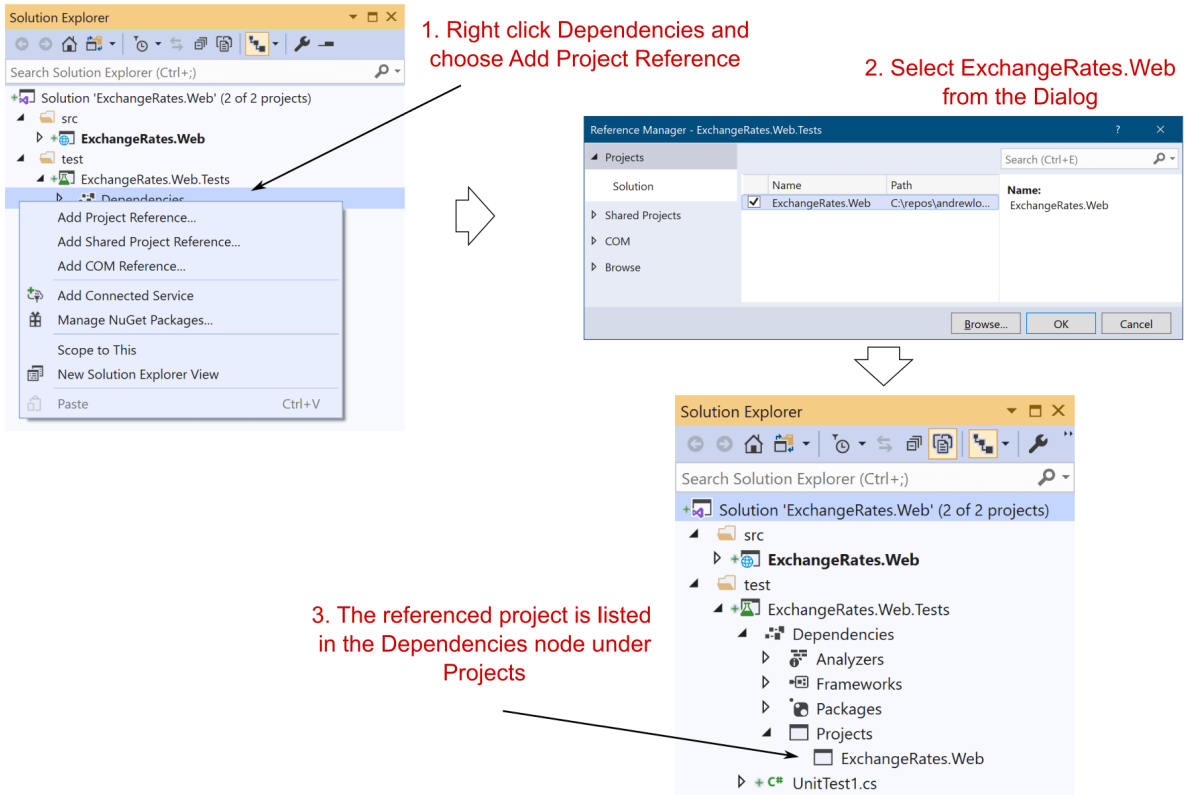 Solution Explorer
Search Solution Explorer (Ctrl+;)
Solution 'ExchangeRates.Web' (2 of 2 projects)
src
ExchangeRates.Web
test
ExchangeRates.Web.Tests
Dependencies
Add Project Reference...
Add Shared Project Reference...
Add COM Reference...
Add Connected Service
Manage NuGet Packages...
Scope to This
New Solution Explorer View
Paste Ctrl+V
1. Right click Dependencies and
choose Add Project Reference
2. Select ExchangeRates.Web
from the Dialog
Reference Manager - ExchangeRates.Web.Tests ?
Projects
Solution
Shared Projects
COM
Browse
Name Path
ExchangeRates.Web C:\repos\andrewlo...
Search (Ctrl+E)
Name:
ExchangeRates.Web
Browse... OK Cancel
3. The referenced project is listed
in the Dependencies node under
Projects
Solution Explorer
Search Solution Explorer (Ctrl+;)
Solution 'ExchangeRates.Web' (2 of 2 projects)
src
ExchangeRates.Web
test
ExchangeRates.Web.Tests
Dependencies
Analyzers
Frameworks
Packages
Projects
ExchangeRates.Web
C# UnitTest1.cs